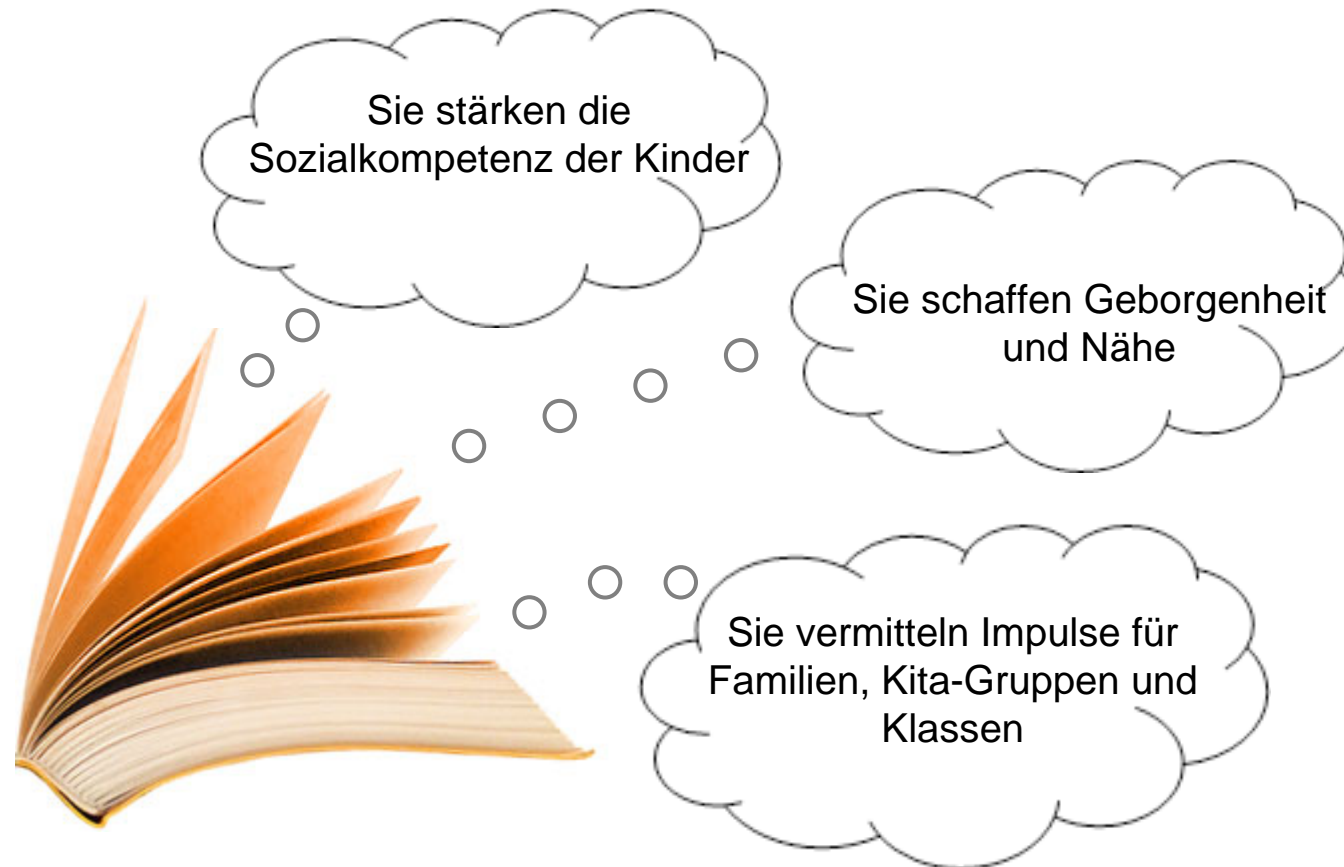 Sie stärken die
Sozialkompetenz der Kinder
Sie schaffen Geborgenheit
und Nähe
Sie vermitteln Impulse für
Familien, Kita-Gruppen und
Klassen